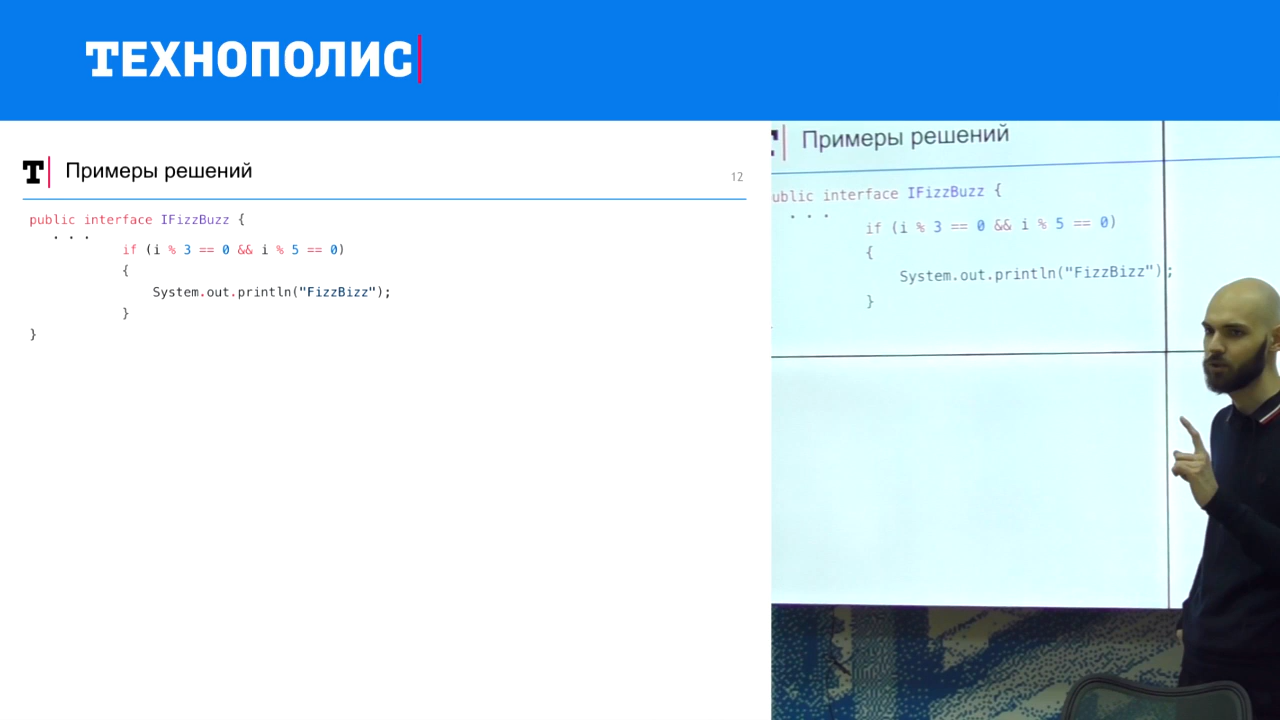 ТЕХНОПОЛИС
Т Примеры решений
12
public interface IFizzBuzz {
. . .
if (i % 3 == 0 && i % 5 == 0)
{
System.out.println("FizzBizz");
}
}
Примеры решений
ublic interface IFizzBuzz {
. . .
if (i % 3 == 0 && i % 5 == 0)
{
System.out.println("FizzBizz");
}